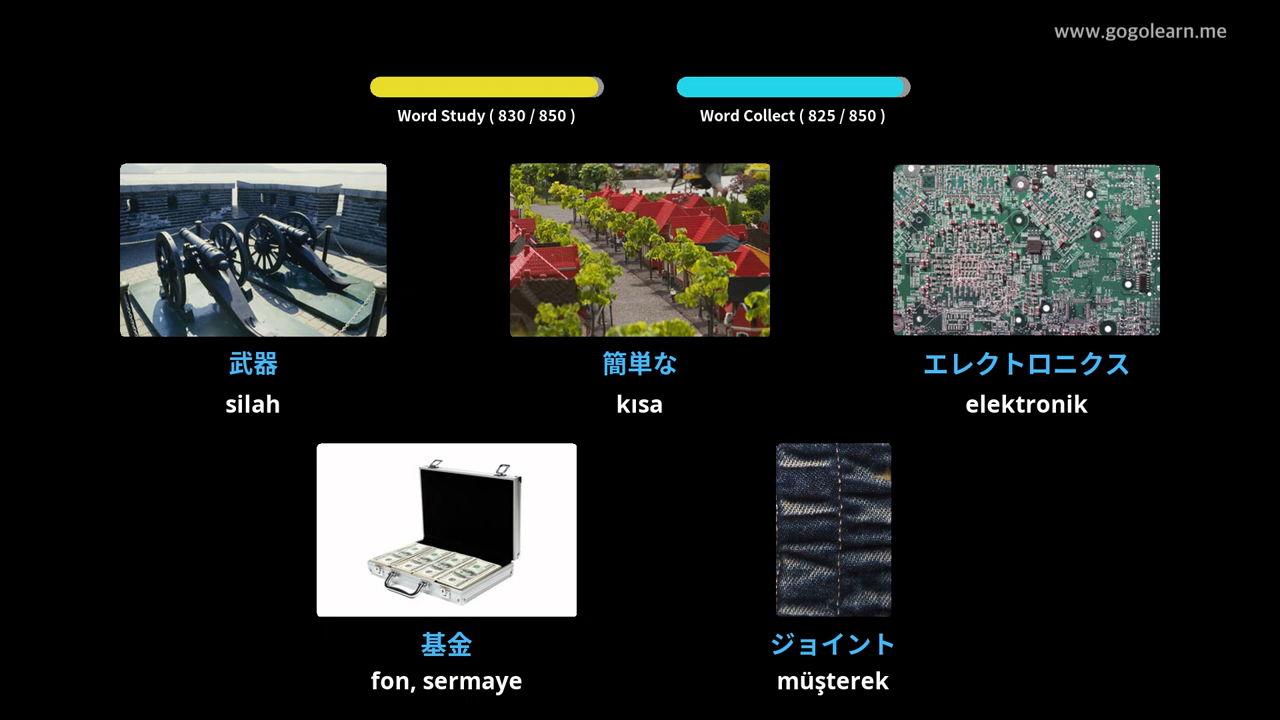 www.gogolearn.me
Word Study ( 830 / 850 )
Word Collect ( 825 / 850 )
武器
簡単な
エレクトロニクス
silah
kısa
elektronik
基金
ジョイント
fon, sermaye
müşterek